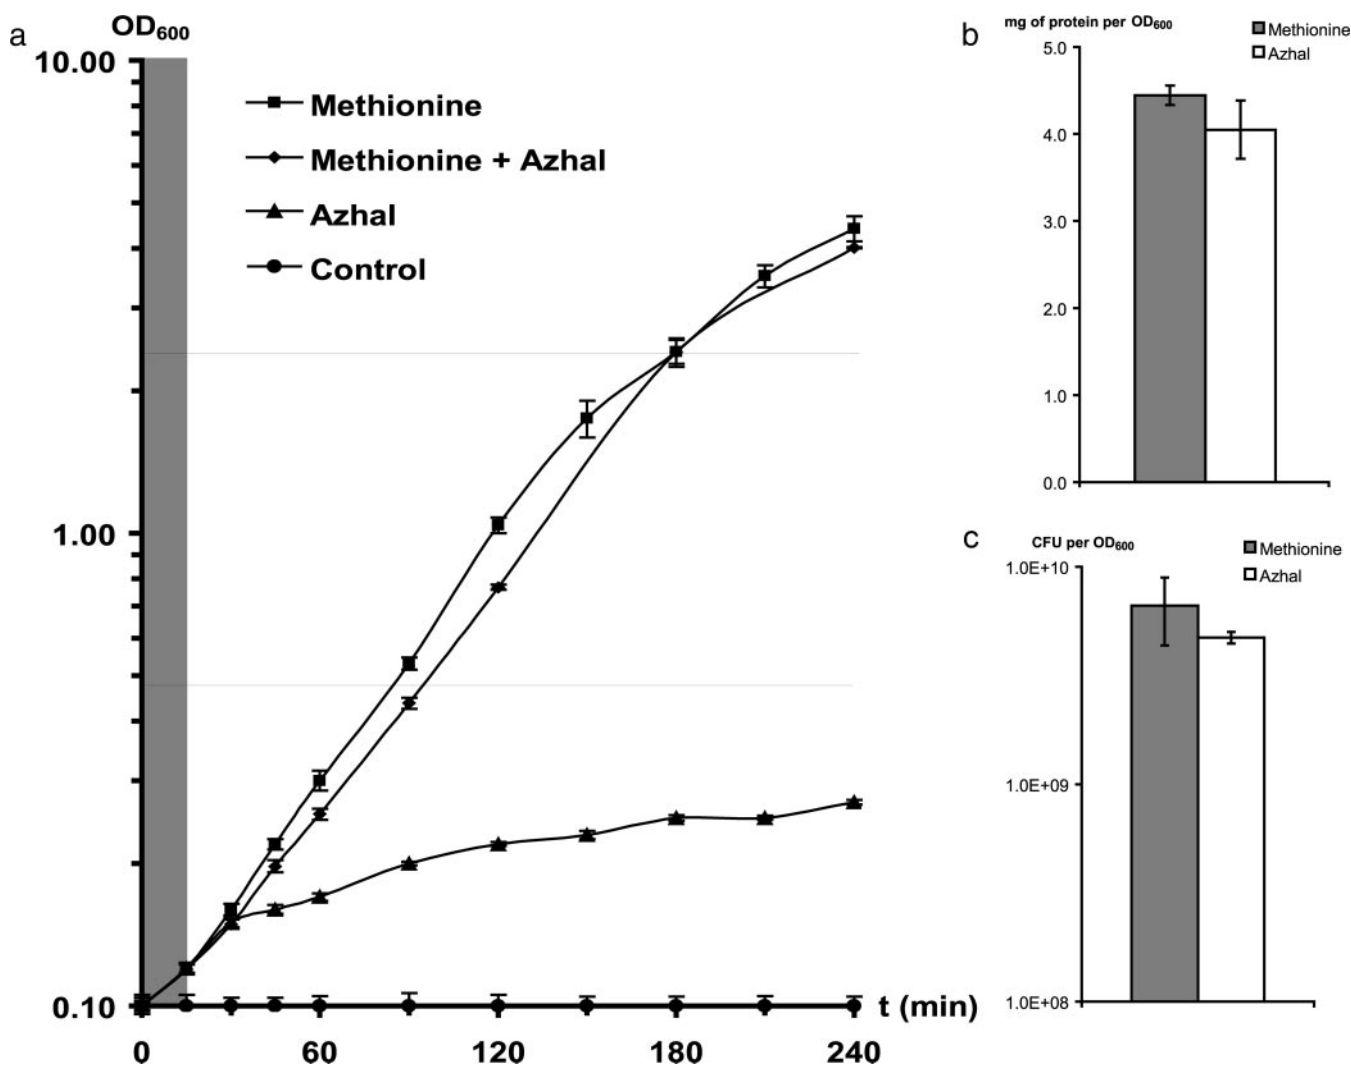 a
OD600
10.00
1.00
0.10
Methionine
Methionine + Azhal
Azhal
Control
t (min)
0 60 120 180 240
b
mg of protein per OD600
Methionine
Azhal
5.0
4.0
3.0
2.0
1.0
0.0
c
CFU per OD600
Methionine
Azhal
1.0E+10
1.0E+09
1.0E+08